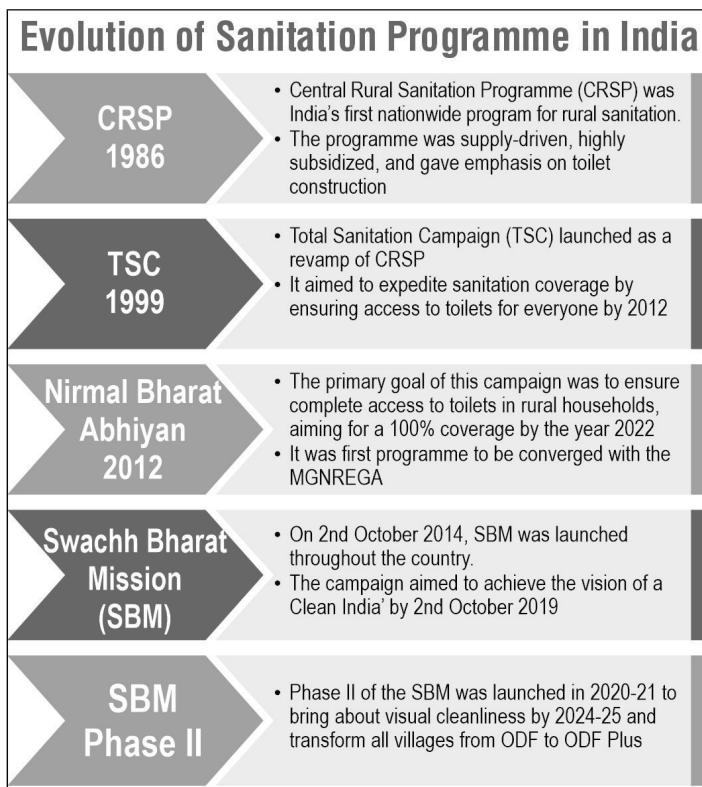 Evolution of Sanitation Programme in India
CRSP
1986
• Central Rural Sanitation Programme (CRSP) was
India's first nationwide program for rural sanitation.
• The programme was supply-driven, highly
subsidized, and gave emphasis on toilet
construction
TSC
1999
• Total Sanitation Campaign (TSC) launched as a
revamp of CRSP
• It aimed to expedite sanitation coverage by
ensuring access to toilets for everyone by 2012
Nirmal Bharat
Abhiyan
2012
• The primary goal of this campaign was to ensure
complete access to toilets in rural households,
aiming for a 100% coverage by the year 2022
• It was first programme to be converged with the
MGNREGA
Swachh Bharat
Mission
(SBM)
• On 2nd October 2014, SBM was launched
throughout the country.
• The campaign aimed to achieve the vision of a
Clean India' by 2nd October 2019
SBM
Phase II
• Phase II of the SBM was launched in 2020-21 to
bring about visual cleanliness by 2024-25 and
transform all villages from ODF to ODF Plus